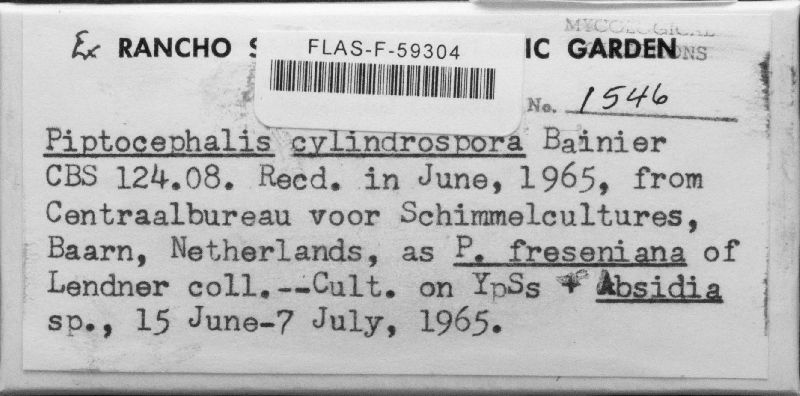 MYCOLOGICAL
Ex RANCHO IC GARDEN
FLAS-F-59304
No. 1546
Piptocephalis cylindrospora Bainier
CBS 124.08. Recd. in June, 1965, from
Centraalbureau voor Schimmelcultures,
Baarn, Netherlands, as P. freseniana of
Lendner coll.--Cult. on YpSs + Absidia
sp., 15 June-7 July, 1965.